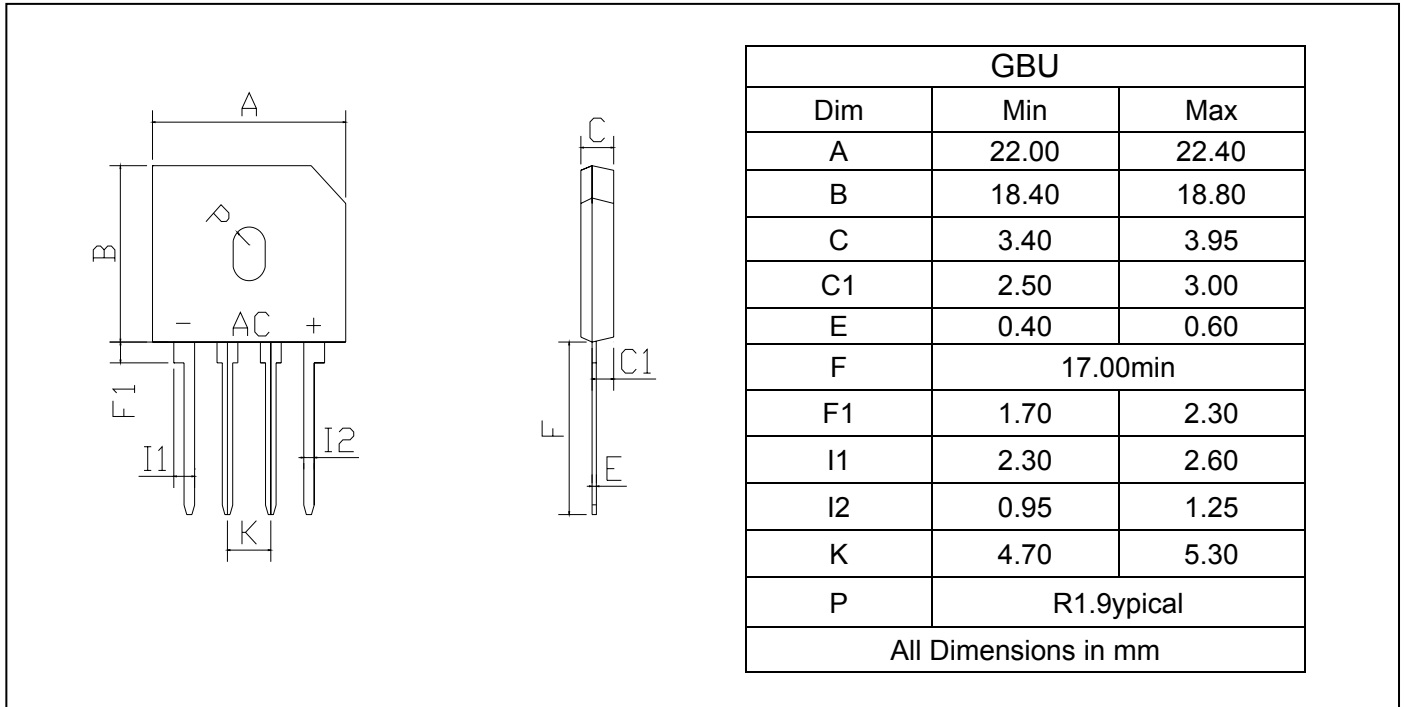 A
B
P
- AC +
F1
I1
I2
K
C
C1
F
E
GBU
Dim Min Max
A 22.00 22.40
B 18.40 18.80
C 3.40 3.95
C1 2.50 3.00
E 0.40 0.60
F 17.00min
F1 1.70 2.30
I1 2.30 2.60
I2 0.95 1.25
K 4.70 5.30
P R1.9ypical
All Dimensions in mm